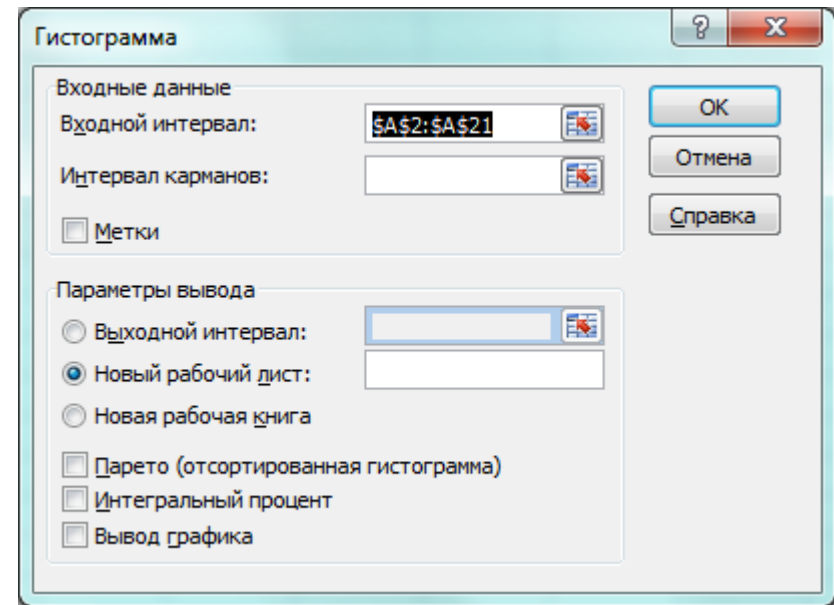 Гистограмма
Входные данные
Входной интервал:
$A$2:$A$21
Интервал карманов:
Метки
OK
Отмена
Справка
Параметры вывода
Выходной интервал:
Новый рабочий лист:
Новая рабочая книга
Парето (отсортированная гистограмма)
Интегральный процент
Вывод графика